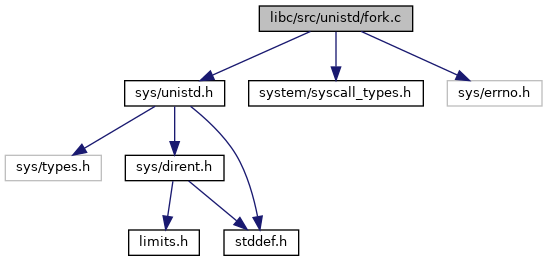 libc/src/unistd/fork.c
sys/unistd.h
system/syscall_types.h
sys/errno.h
sys/types.h
sys/dirent.h
limits.h
stddef.h